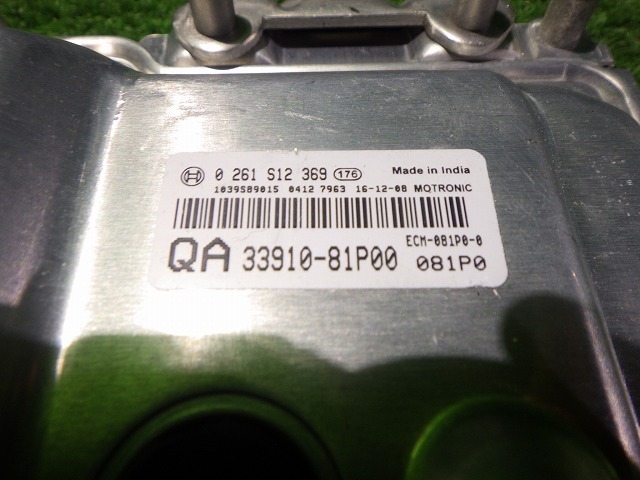 0 261 S12 369 176 Made in India
1039S89015 0412 7963 16-12-08 MOTRONIC
ECM-081P0-0
QA 33910-81P00 081P0